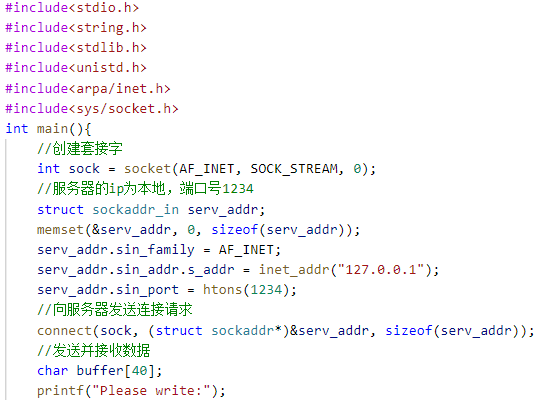 #include<stdio.h>
#include<string.h>
#include<stdlib.h>
#include<unistd.h>
#include<arpa/inet.h>
#include<sys/socket.h>
int main(){
    //创建套接字
    int sock = socket(AF_INET, SOCK_STREAM, 0);
    //服务器的ip为本地，端口号1234
    struct sockaddr_in serv_addr;
    memset(&serv_addr, 0, sizeof(serv_addr));
    serv_addr.sin_family = AF_INET;
    serv_addr.sin_addr.s_addr = inet_addr("127.0.0.1");
    serv_addr.sin_port = htons(1234);
    //向服务器发送连接请求
    connect(sock, (struct sockaddr*)&serv_addr, sizeof(serv_addr));
    //发送并接收数据
    char buffer[40];
    printf("Please write:");